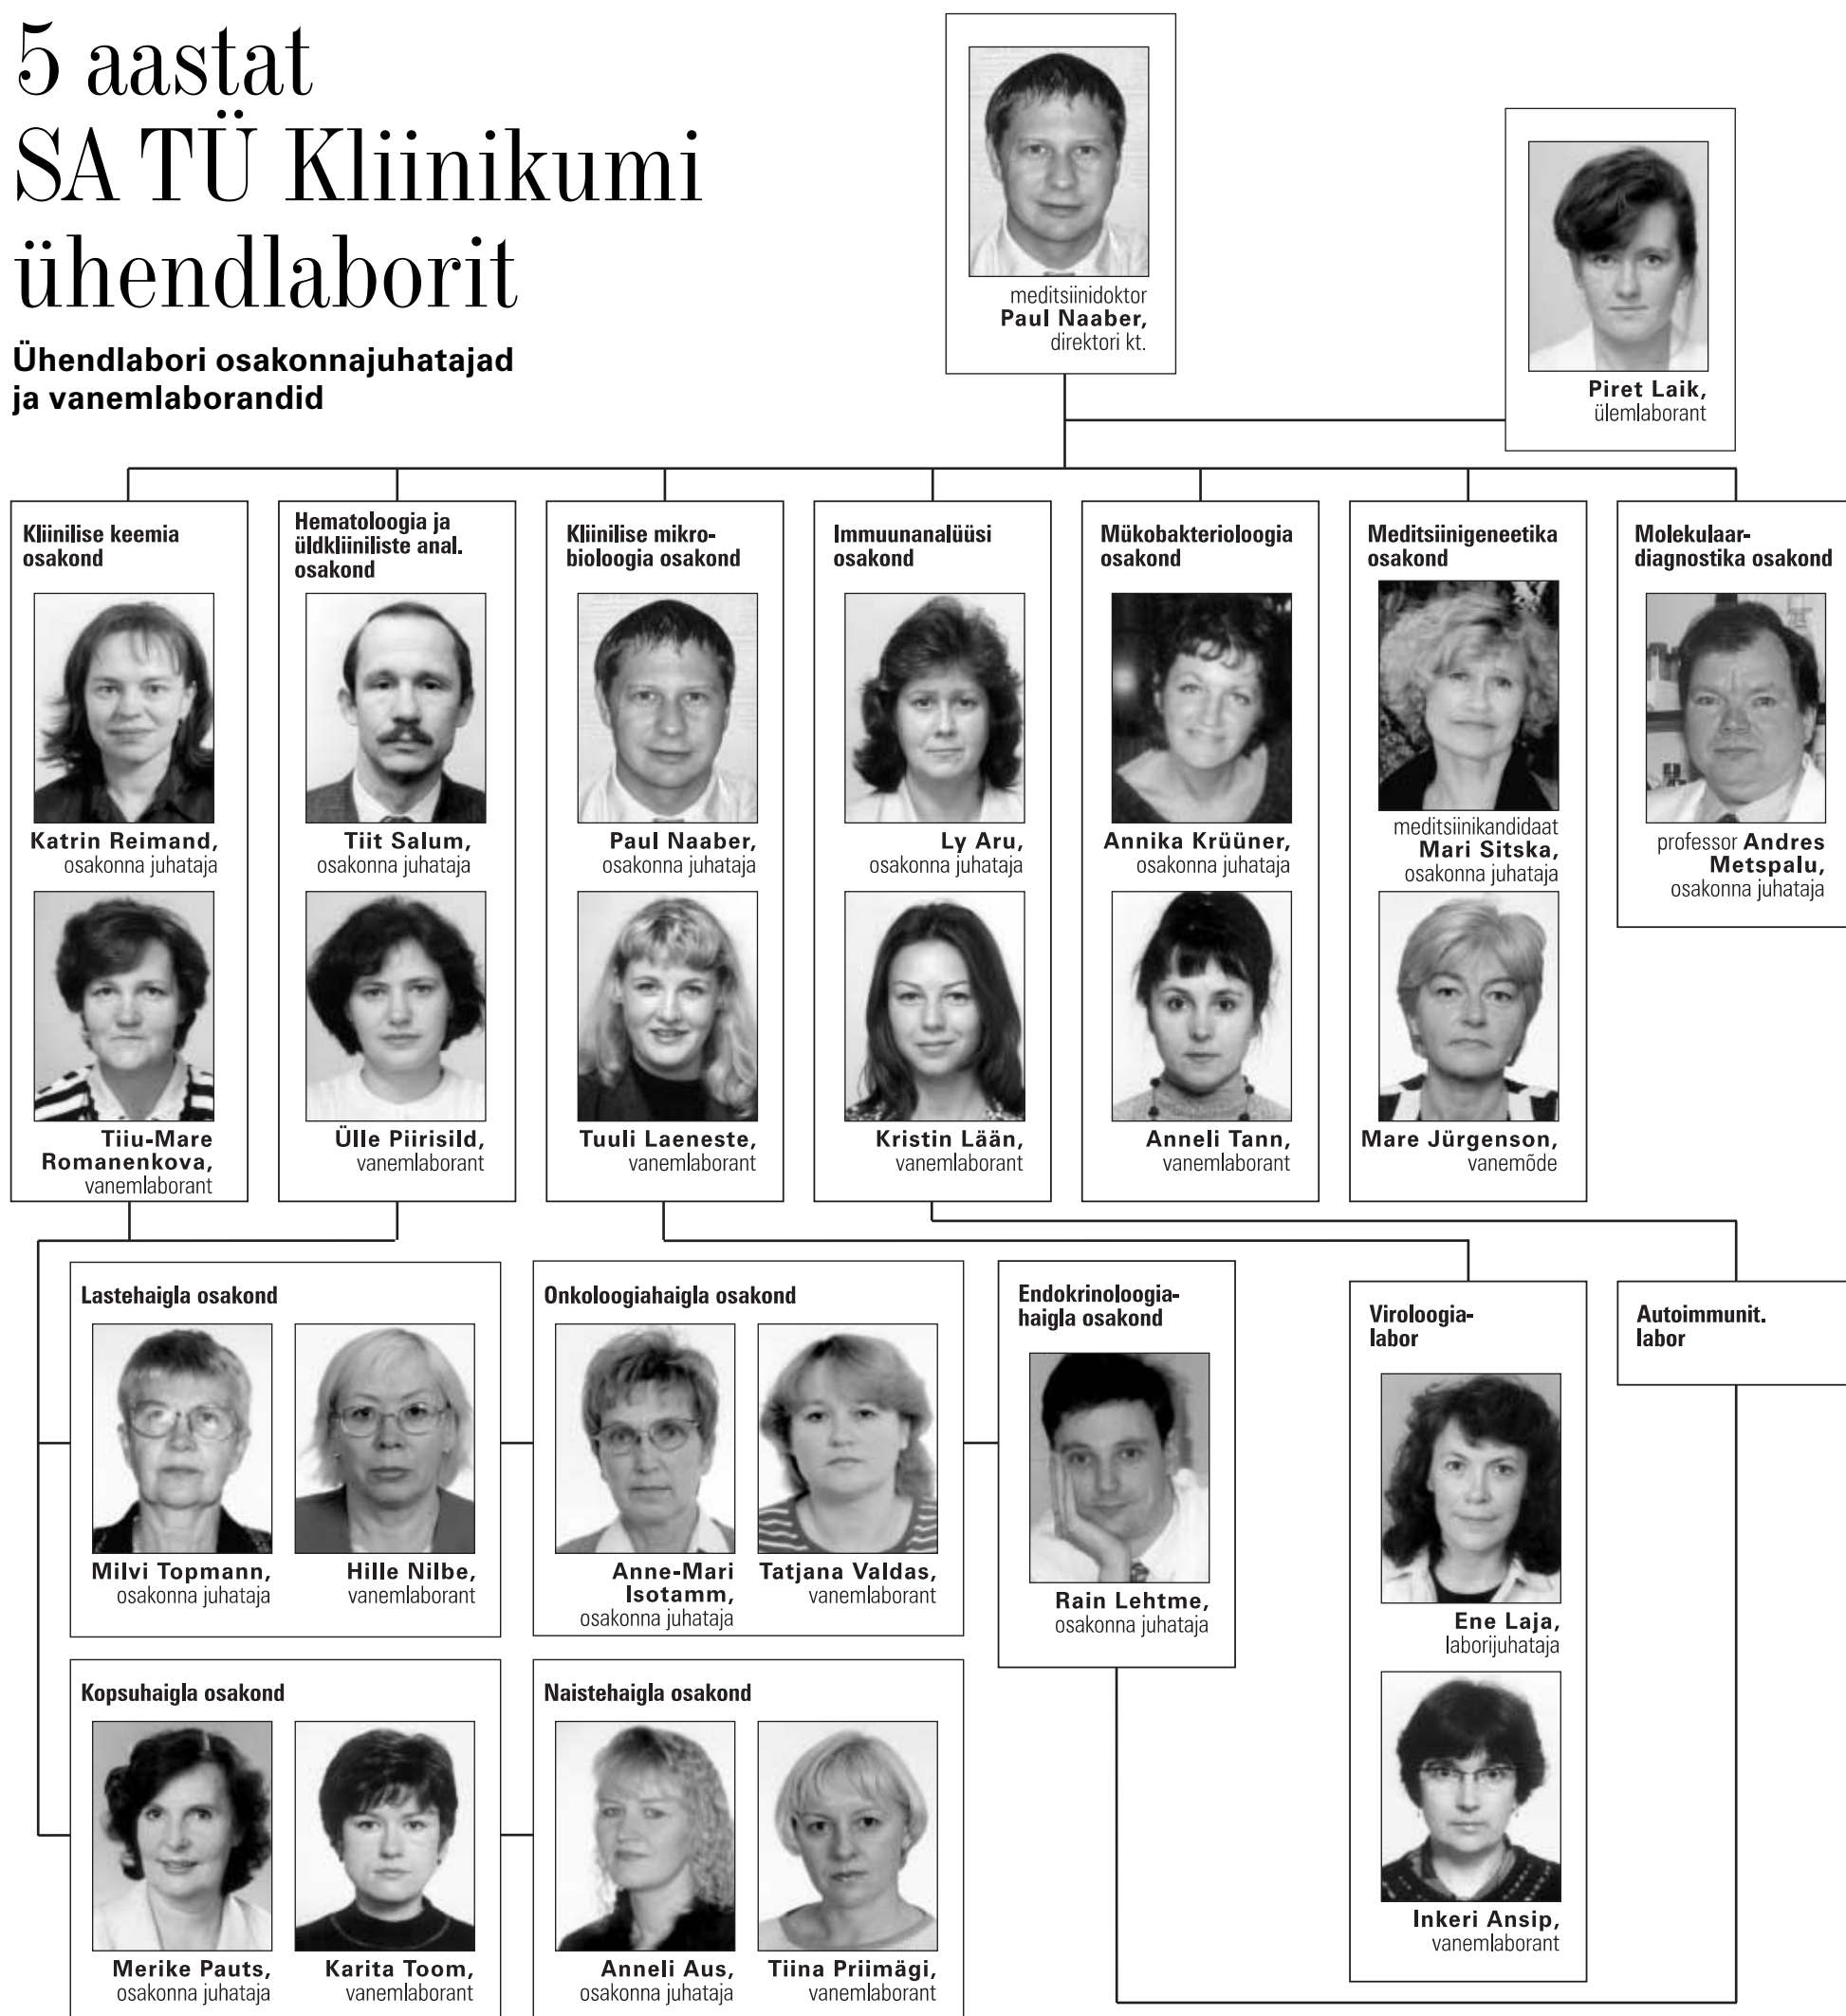 5 aastat
SA TÜ Kliinikumi
ühendlaborit
Ühendlabori osakonnajuhatajad
ja vanemlaborandid
meditsiinidoktor
Paul Naaber,
direktori kt.
Piret Laik,
ülemlaborant
Kliinilise keemia
osakond
Katrin Reimand,
osakonna juhataja
Tiiu-Mare
Romanenkova,
vanemlaborant
Hematoloogia ja
üldkliiniliste anal.
osakond
Tiit Salum,
osakonna juhataja
Ülle Piirisild,
vanemlaborant
Kliinilise mikro-
bioloogia osakond
Paul Naaber,
osakonna juhataja
Tuuli Laeneste,
vanemlaborant
Immuunanalüüsi
osakond
Ly Aru,
osakonna juhataja
Kristin Lään,
vanemlaborant
Mükobakterioloogia
osakond
Annika Krüüner,
osakonna juhataja
Anneli Tann,
vanemlaborant
Meditsiinigeneetika
osakond
meditsiinikandidaat
Mari Sitska,
osakonna juhataja
Mare Jürgenson,
vanemõde
Molekulaar-
diagnostika osakond
professor Andres
Metspalu,
osakonna juhataja
Lastehaigla osakond
Milvi Topmann,
osakonna juhataja
Hille Nilbe,
vanemlaborant
Onkoloogiahaigla osakond
Anne-Mari
Isotamm,
osakonna juhataja
Tatjana Valdas,
vanemlaborant
Endokrinoloogia-
haigla osakond
Rain Lehtme,
osakonna juhataja
Viroloogia-
labor
Ene Laja,
laborijuhataja
Inkeri Ansip,
vanemlaborant
Autoimmunit.
labor
Kopsuhaigla osakond
Merike Pauts,
osakonna juhataja
Karita Toom,
vanemlaborant
Naistehaigla osakond
Anneli Aus,
osakonna juhataja
Tiina Priimägi,
vanemlaborant